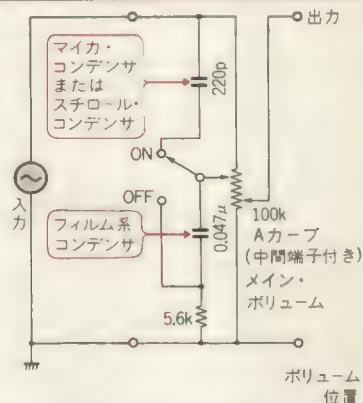 マイカ・
コンデンサ
または
スチロール・
コンデンサ
220p
出力
ON
OFF
入力
フィルム系
コンデンサ
0.047μ
100k
Aカーブ
(中間端子付き)
メイン・
ボリューム
5.6k
ボリューム
位置